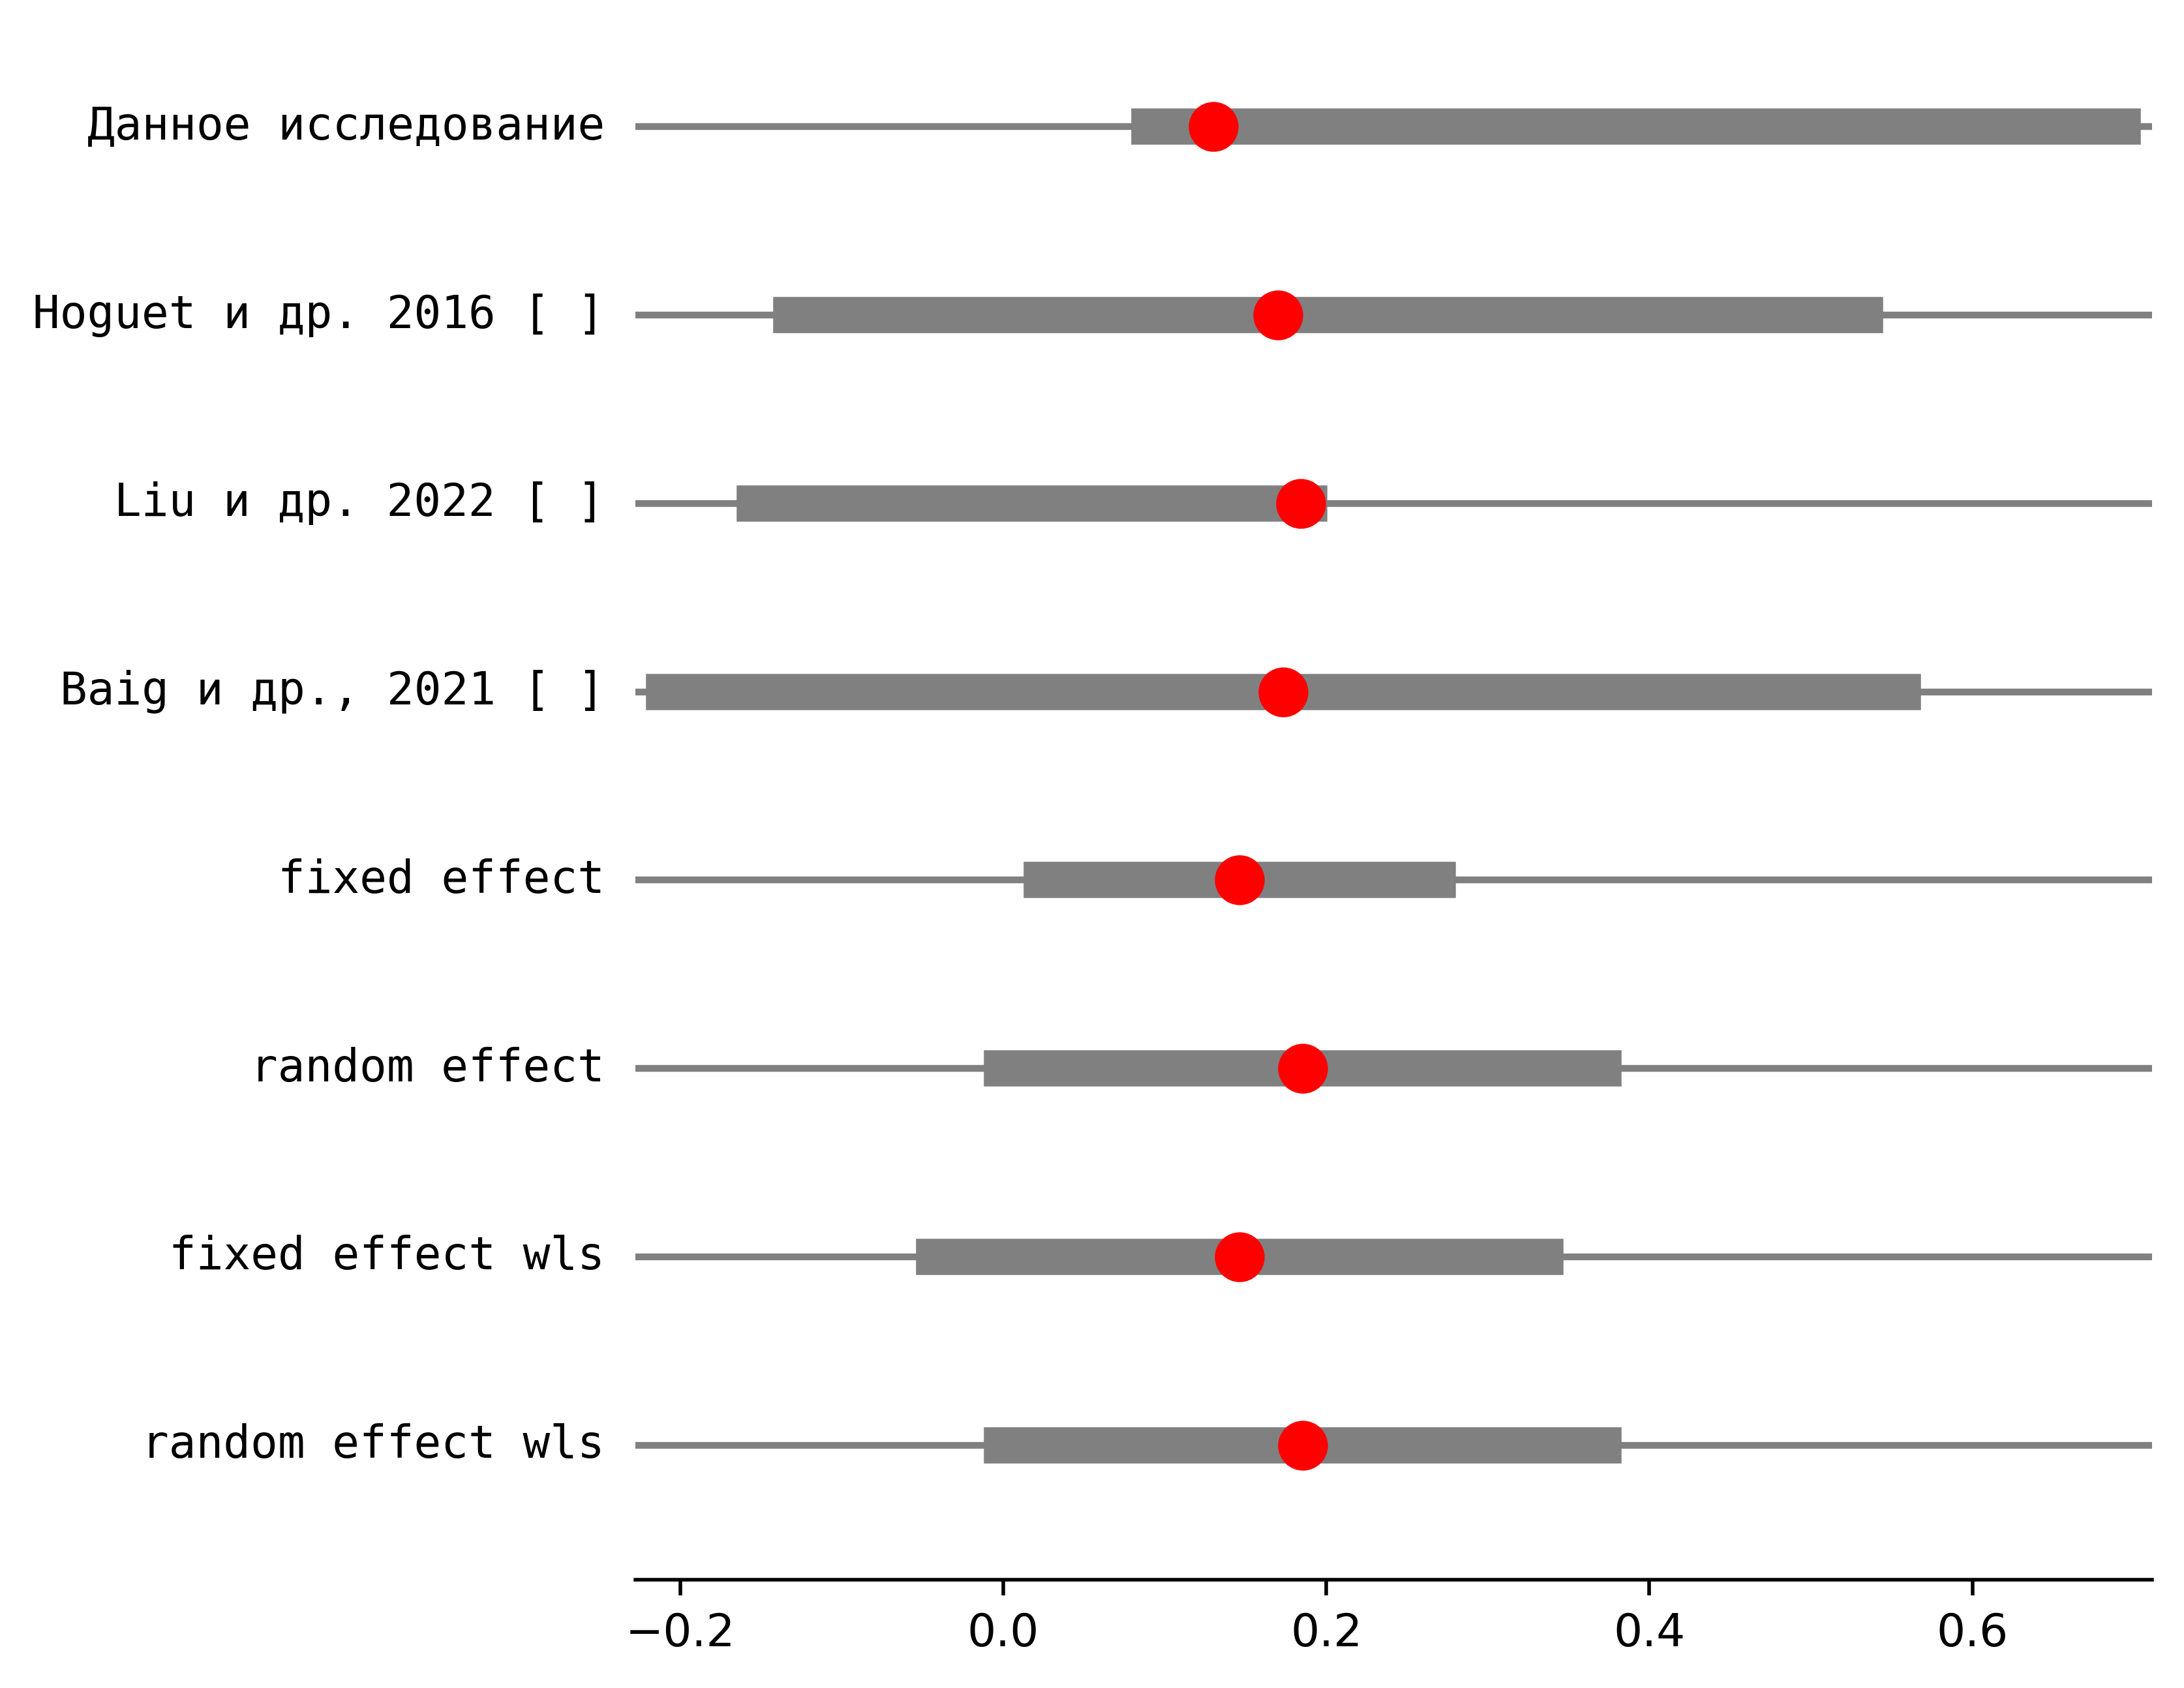 Данное исследование
Hoguet и др. 2016 [ ]
Liu и др. 2022 [ ]
Baig и др., 2021 [ ]
fixed effect
random effect
fixed effect wls
random effect wls
−0.2 0.0 0.2 0.4 0.6